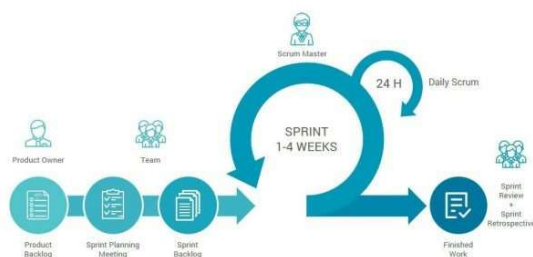 Scrum Master
24 H
Daily Scrum
SPRINT
1-4 WEEKS
Product Owner
Team
Product
Backlog
Sprint Planning
Meeting
Sprint
Backlog
Finished
Work
Sprint
Review
+
Sprint
Retrospective